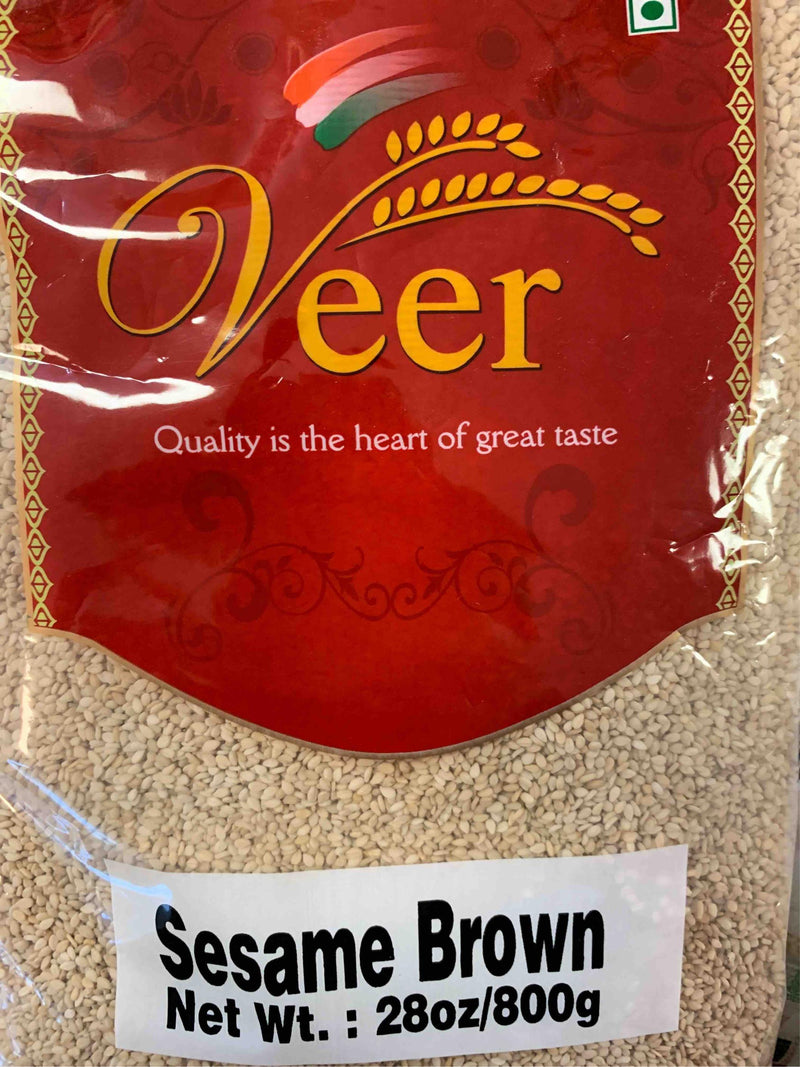 Veer
Quality is the heart of great taste
Sesame Brown
Net Wt. : 28oz/800g